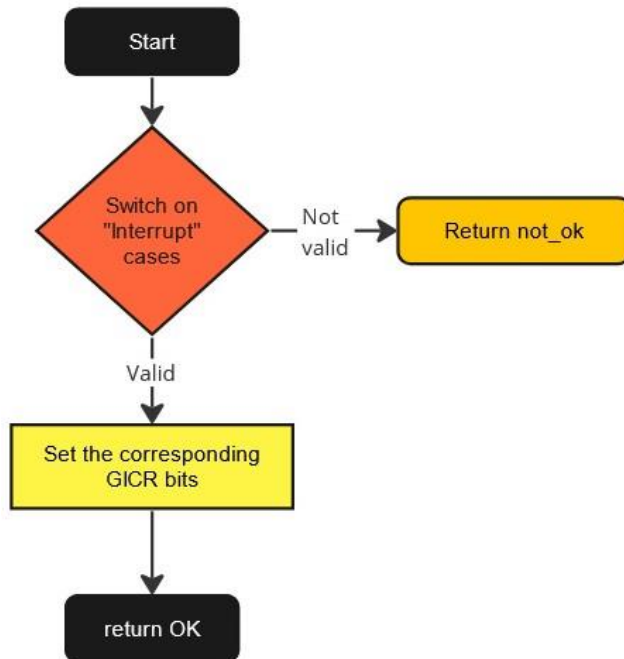 Start
Switch on
"Interrupt"
cases
Not
valid
Return not_ok
Valid
Set the corresponding
GICR bits
return OK